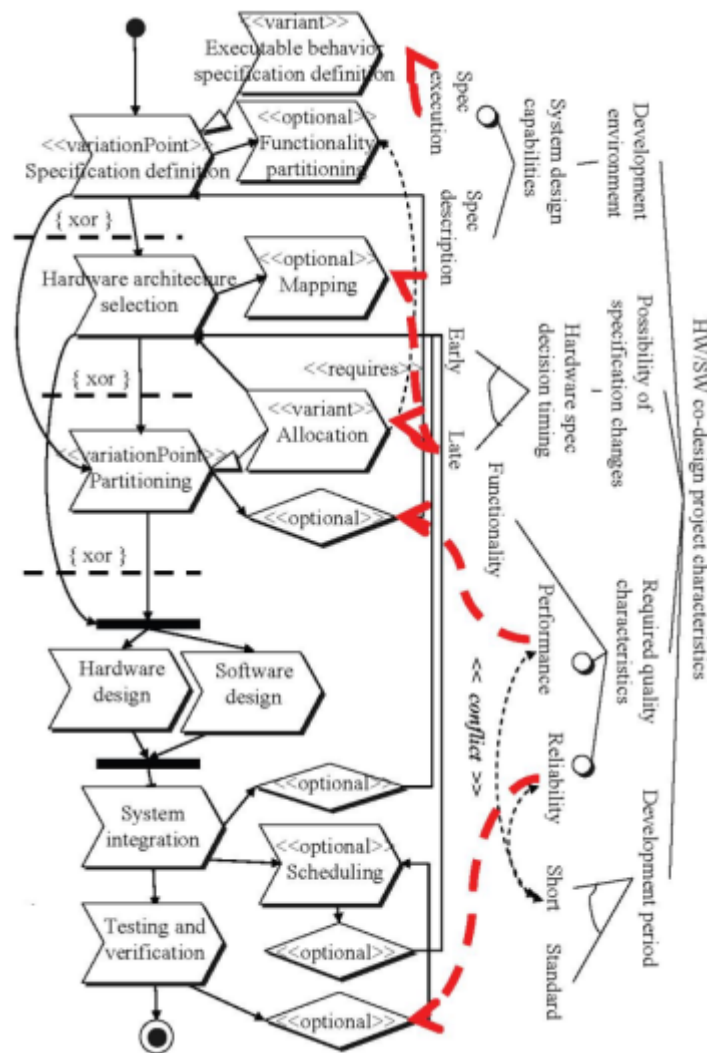 <<variant>>
Executable behavior
specification definition
<<optional>>
Functionality
partitioning
<<variationPoint>>
Specification definition
{ xor }
<<optional>>
Mapping
Hardware architecture
selection
<<requires>>
{ xor }
<<variant>>
Allocation
<<variationPoint>>
Partitioning
<<optional>>
{ xor }
Hardware
design
Software
design
<<optional>>
System
integration
<<optional>>
Scheduling
<<optional>>
Testing and
verification
<<optional>>
HW/SW co-design project characteristics
Development
environment
System design
capabilities
Spec
execution
Spec
description
Possibility of
specification changes
Hardware spec
decision timing
Early
Late
Required quality
characteristics
Functionality
Performance
Reliability
<< conflict >>
Development period
Short
Standard